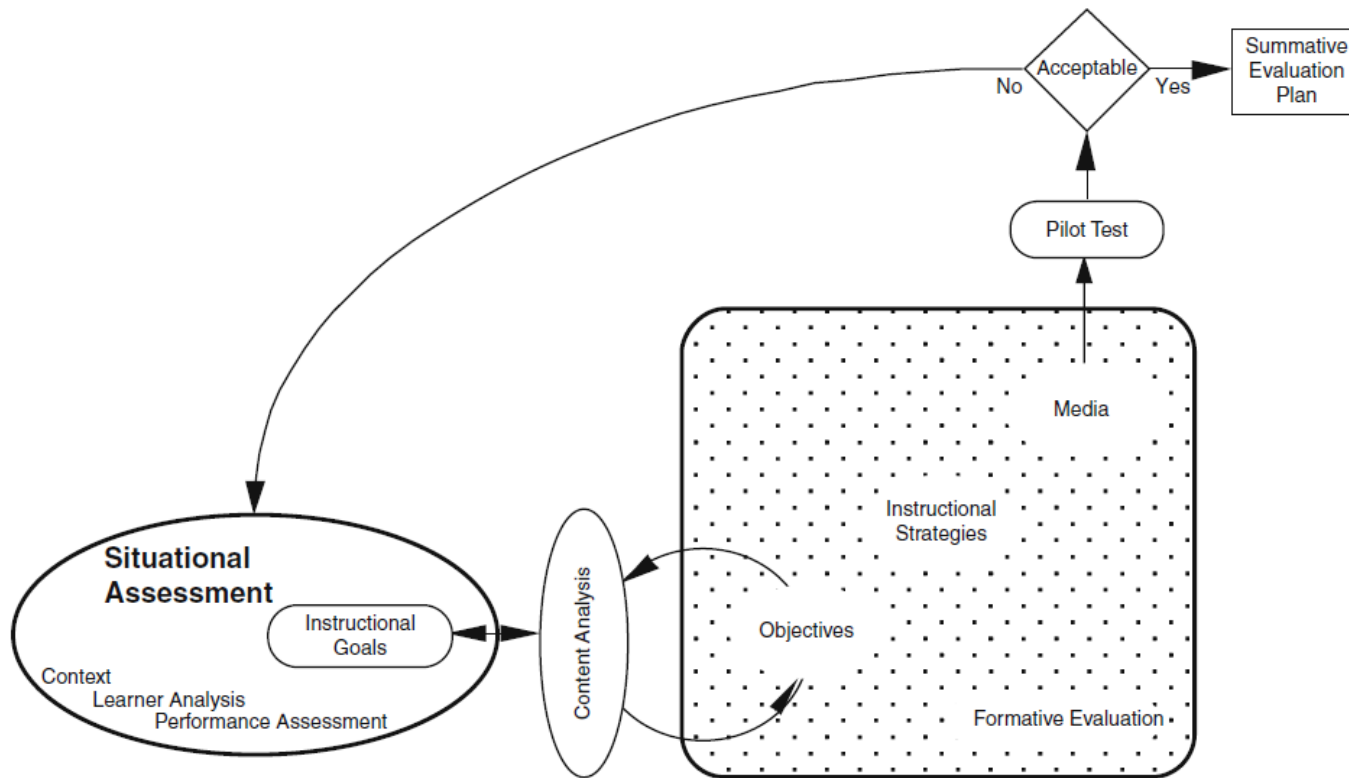 Acceptable
No
Yes
Summative
Evaluation
Plan
Pilot Test
Media
Instructional
Strategies
Objectives
Formative Evaluation
Content Analysis
Situational
Assessment
Instructional
Goals
Context
Learner Analysis
Performance Assessment